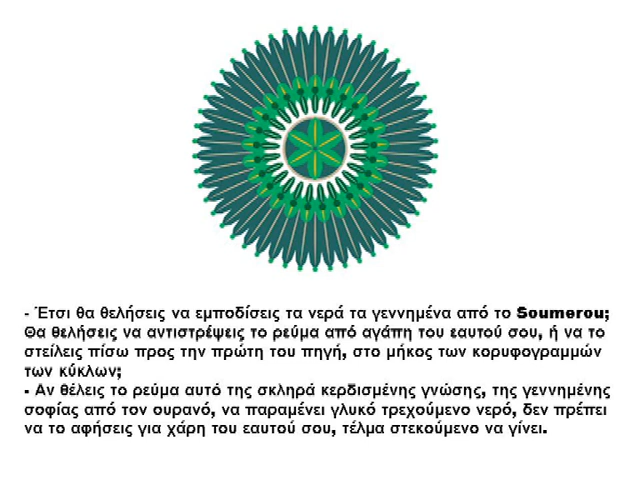 - Έτσι θα θελήσεις να εμποδίσεις τα νερά τα γεννημένα από το Soumerou;
Θα θελήσεις να αντιστρέψεις το ρεύμα από αγάπη του εαυτού σου, ή να το
στείλεις πίσω προς την πρώτη του πηγή, στο μήκος των κορυφογραμμών
των κύκλων;
- Αν θέλεις το ρεύμα αυτό της σκληρά κερδισμένης γνώσης, της γεννημένης
σοφίας από τον ουρανό, να παραμένει γλυκό τρεχούμενο νερό, δεν πρέπει
να το αφήσεις για χάρη του εαυτού σου, τέλμα στεκούμενο να γίνει.